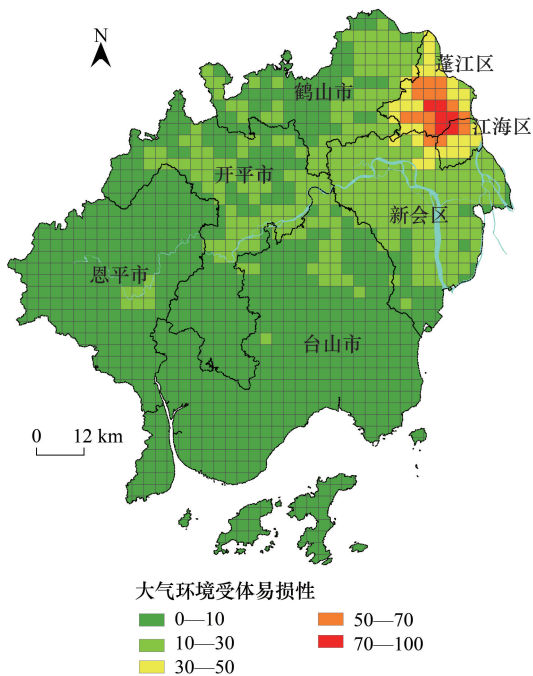 N
蓬江区
鹤山市
江海区
开平市
新会区
恩平市
台山市
0 12 km
大气环境受体易损性
0—10
50—70
10—30
70—100
30—50